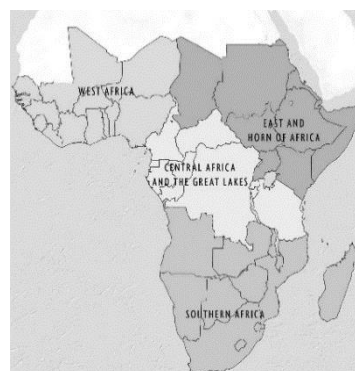 WEST AFRICA
EAST AND
HORN OF AFRICA
CENTRAL AFRICA
AND THE GREAT LAKES
SOUTHERN AFRICA